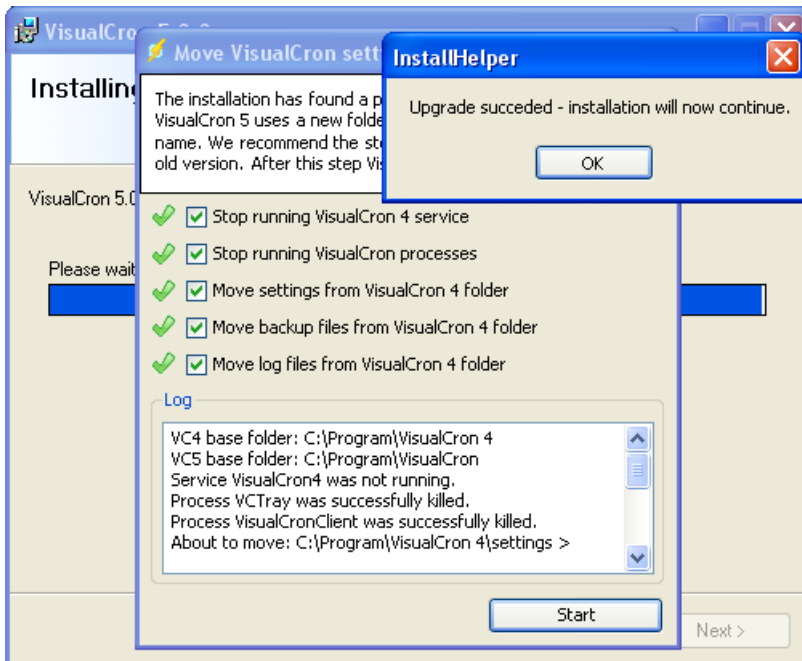 VisualCro
Move VisualCron sett
InstallHelper
Installing
The installation has found a p
VisualCron 5 uses a new folde
name. We recommend the st
old version. After this step Vi
Upgrade succeded - installation will now continue.
OK
VisualCron 5.0
Please wait
Stop running VisualCron 4 service
Stop running VisualCron processes
Move settings from VisualCron 4 folder
Move backup files from VisualCron 4 folder
Move log files from VisualCron 4 folder
Log
VC4 base folder: C:\Program\VisualCron 4
VC5 base folder: C:\Program\VisualCron
Service VisualCron4 was not running.
Process VCTray was successfully killed.
Process VisualCronClient was successfully killed.
About to move: C:\Program\VisualCron 4\settings >
Start
Next >